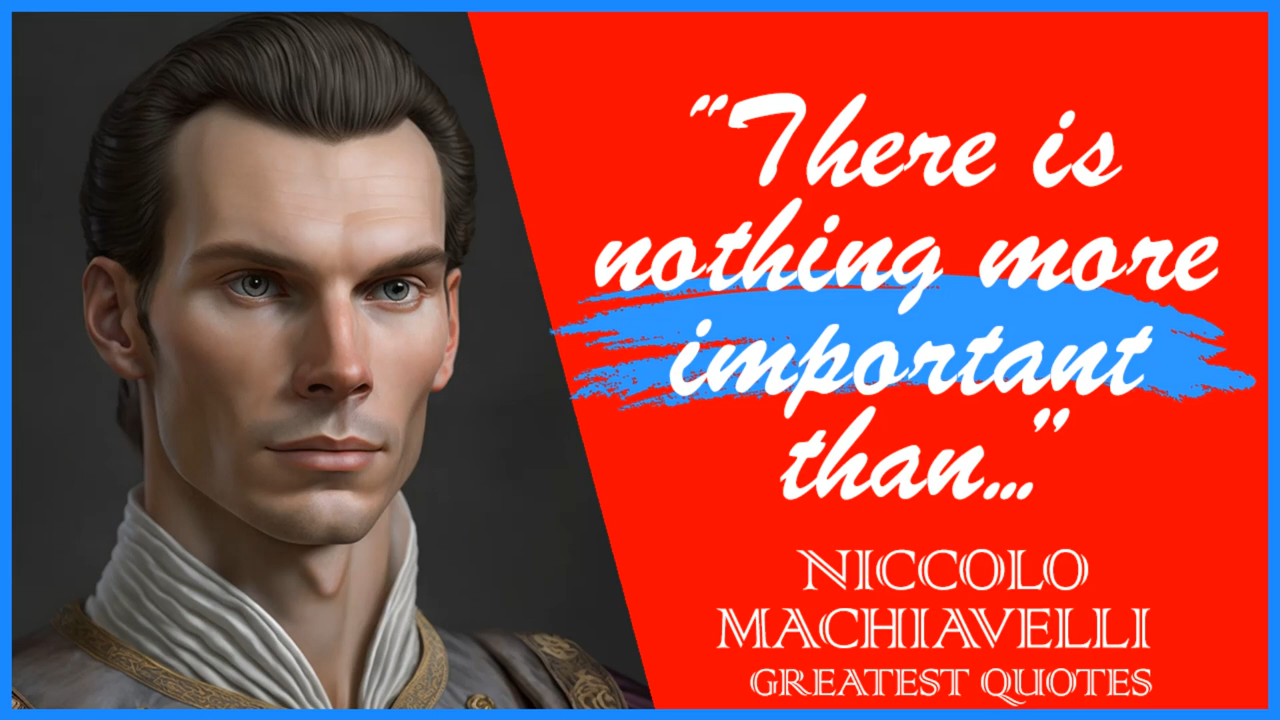 "There is
nothing more
important
than..."
NICCOLO
MACHIAVELLI
GREATEST QUOTES